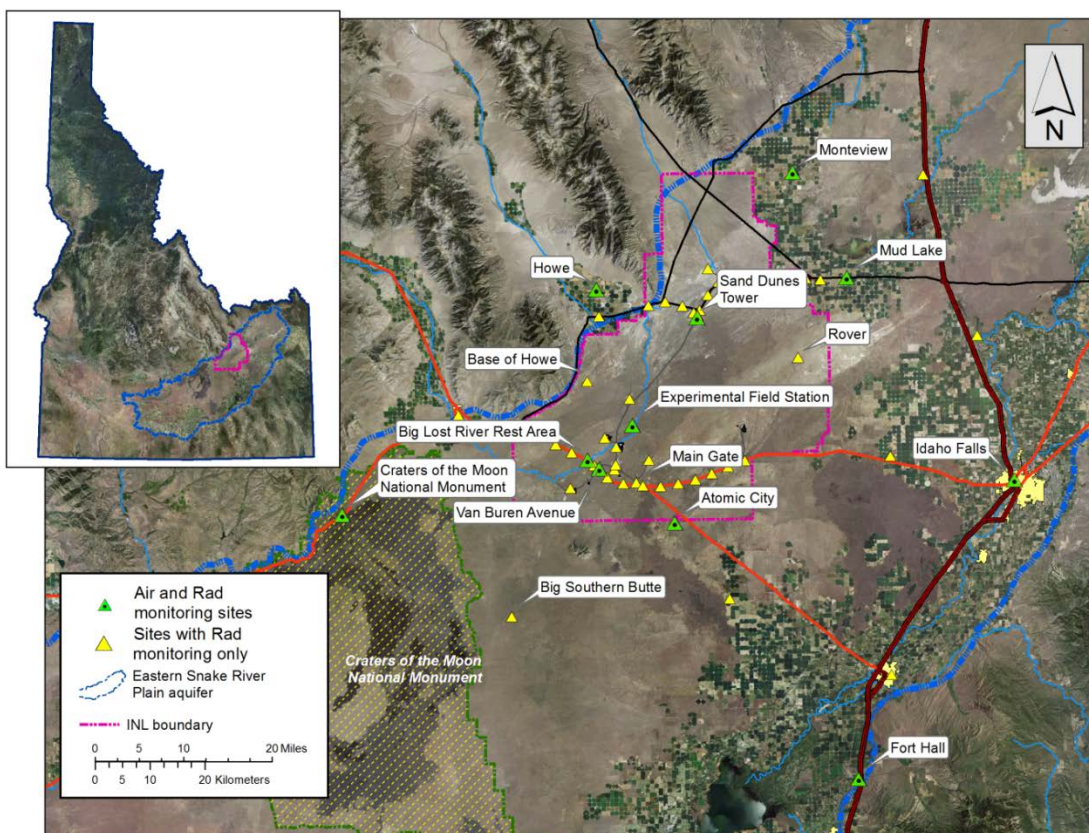 N
Monteview
Mud Lake
Howe
Sand Dunes
Tower
Rover
Base of Howe
Experimental Field Station
Big Lost River Rest Area
Idaho Falls
Main Gate
Craters of the Moon
National Monument
Van Buren Avenue
Atomic City
Big Southern Butte
Craters of the Moon
National Monument
Fort Hall
Air and Rad
monitoring sites
Sites with Rad
monitoring only
Eastern Snake River
Plain aquifer
INL boundary
0 5 10 20 Miles
0 5 10 20 Kilometers